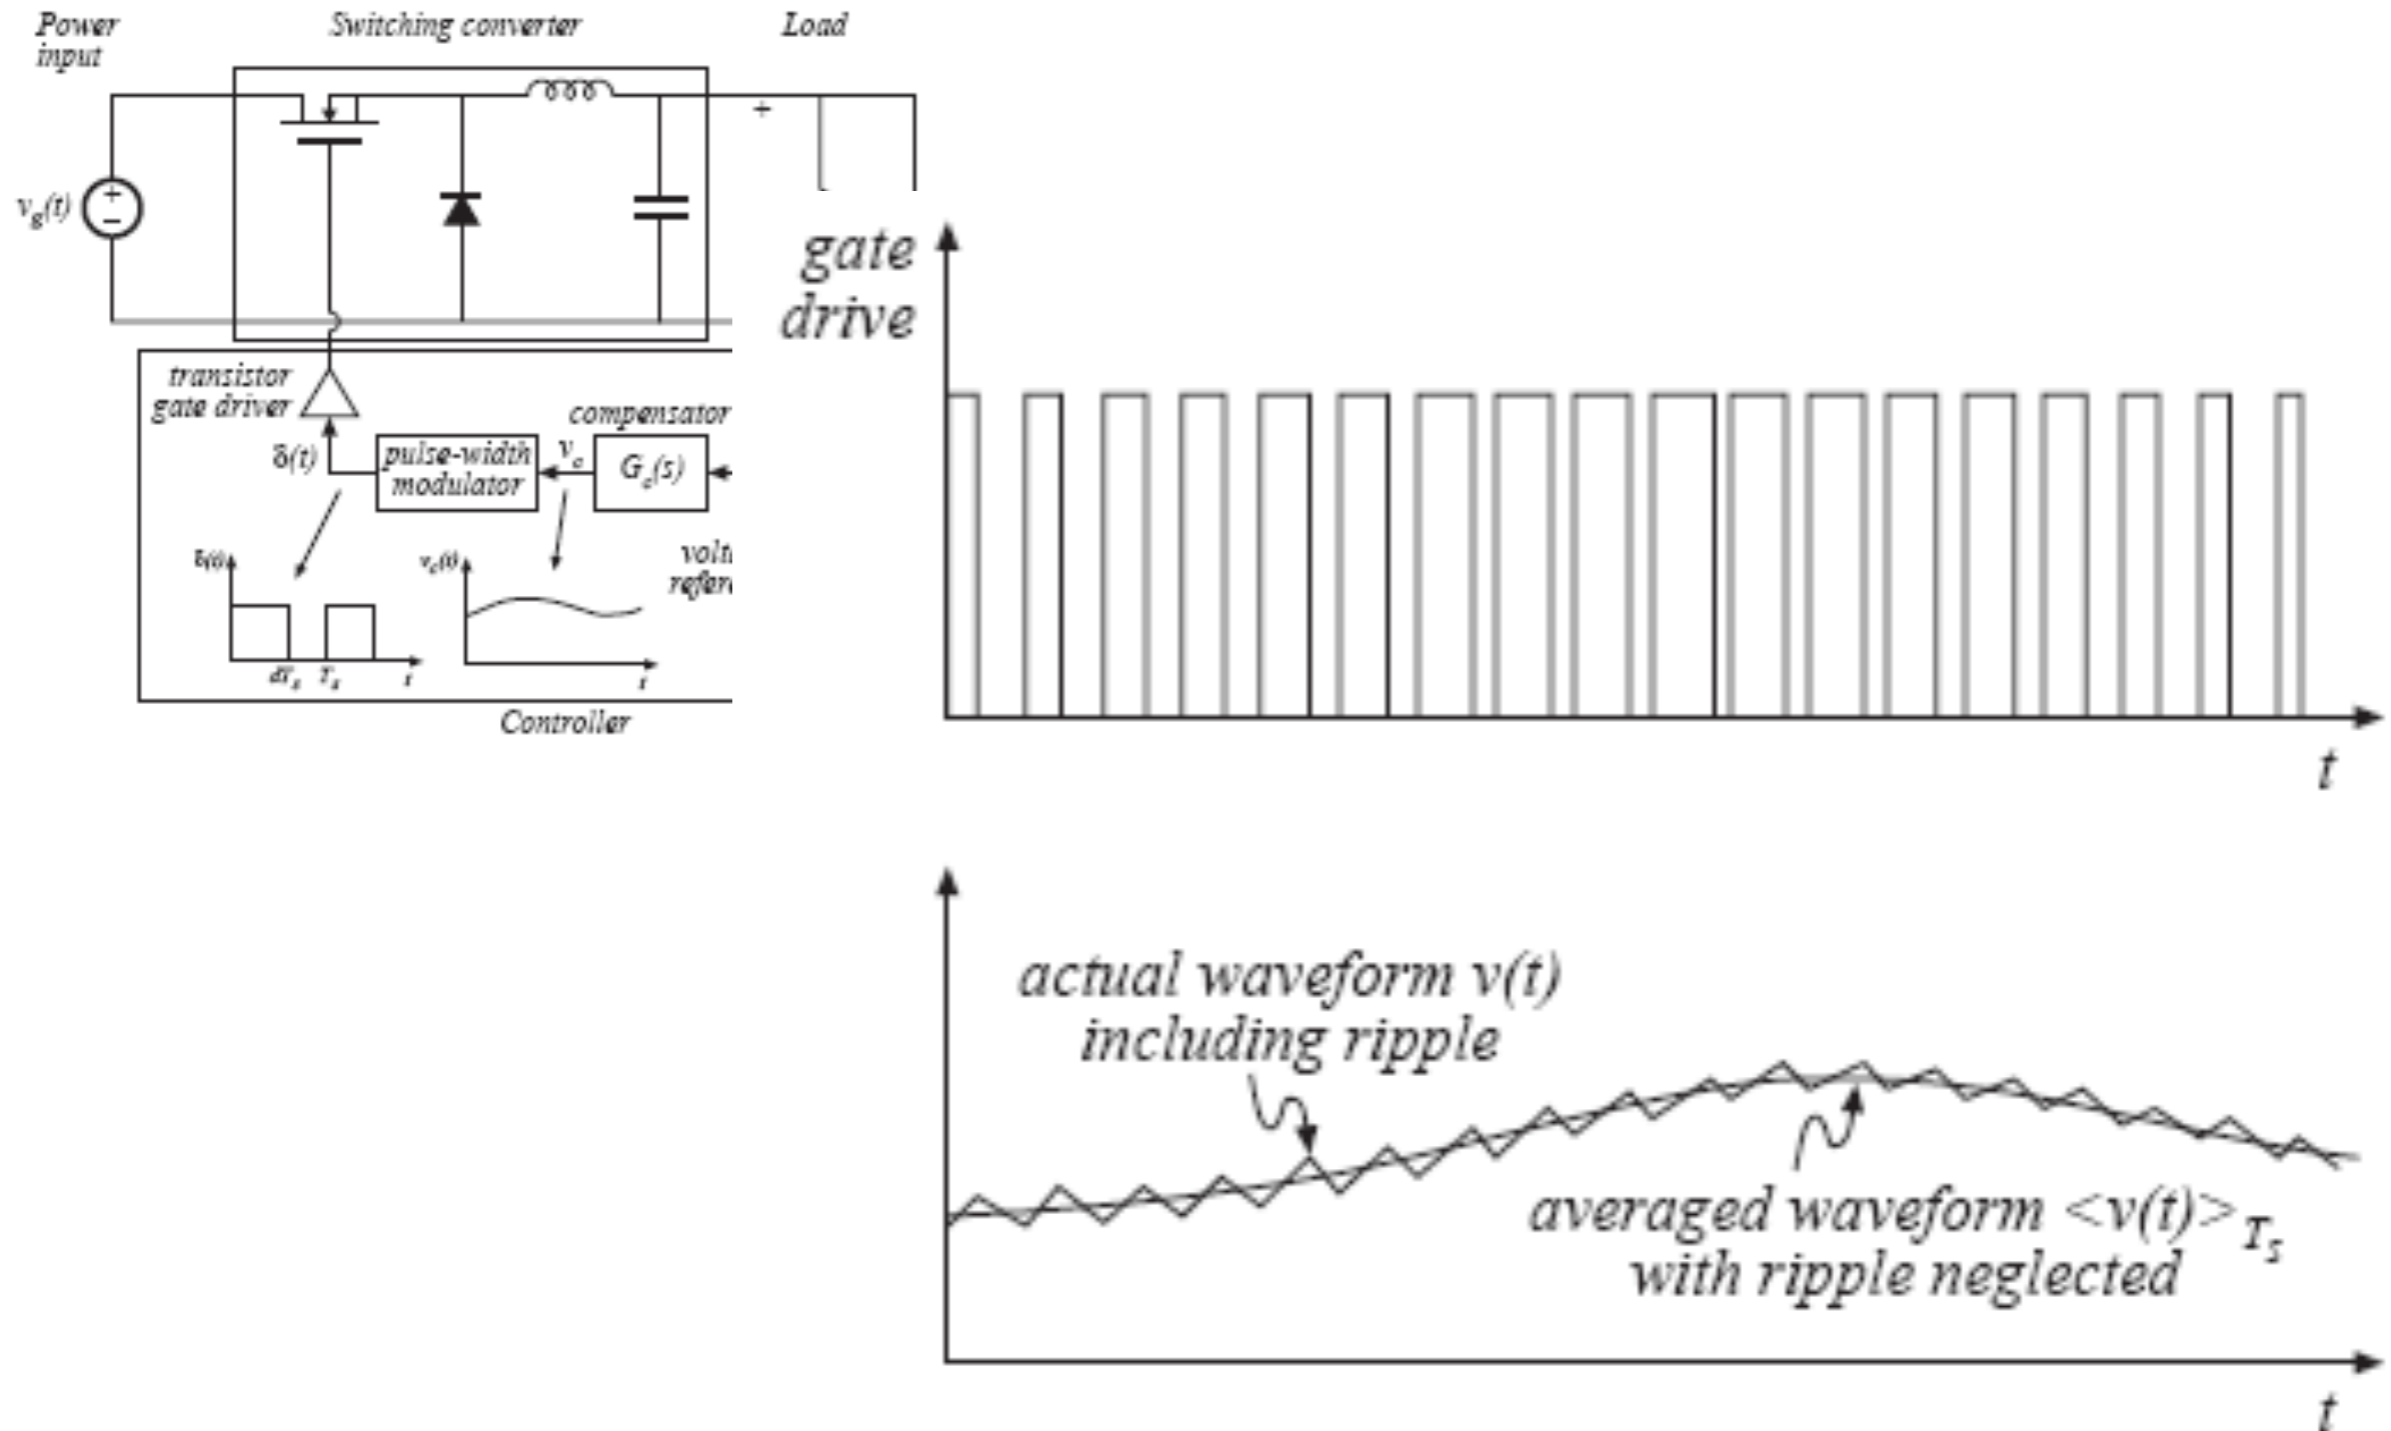 Power
input
Switching converter
Load
+
v_g(t)
+
−
transistor
gate driver
δ(t)
pulse-width
modulator
v_c
compensator
G_c(s)
δ(t)
dT_s
T_s
t
v_c(t)
t
Controller
gate
drive
t
actual waveform v(t)
including ripple
averaged waveform <v(t)>_T_s
with ripple neglected
t